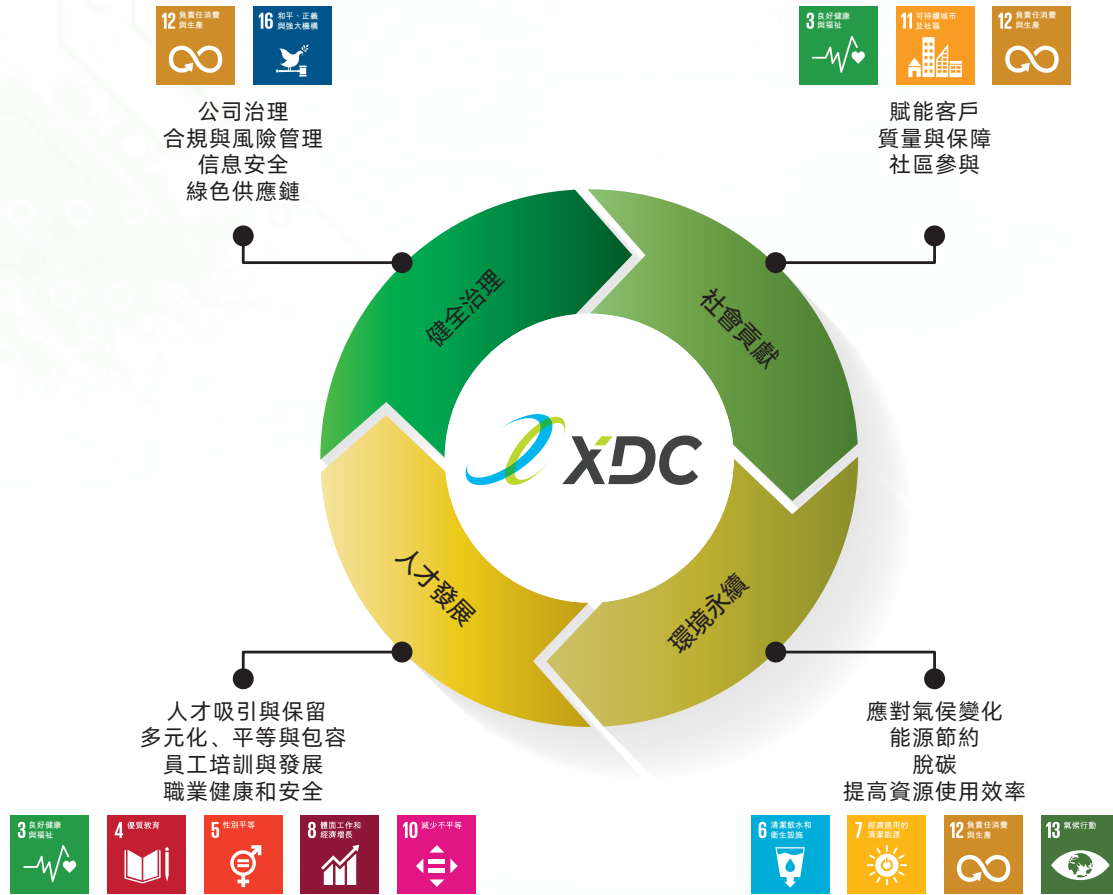 12 負責任消費
與生產
16 和平、正義
與強大機構
公司治理
合規與風險管理
信息安全
綠色供應鏈
3 良好健康
與福祉
11 可持續城市
及社區
12 負責任消費
與生產
賦能客戶
質量與保障
社區參與
健全治理
社會貢獻
XDC
人才發展
環境永續
人才吸引與保留
多元化、平等與包容
員工培訓與發展
職業健康和安全
3 良好健康
與福祉
4 優質教育
5 性別平等
8 體面工作和
經濟增長
10 減少不平等
應對氣侯變化
能源節約
脫碳
提高資源使用效率
6 清潔飲水和
衛生設施
7 經濟適用的
清潔能源
12 負責任消費
與生產
13 氣候行動